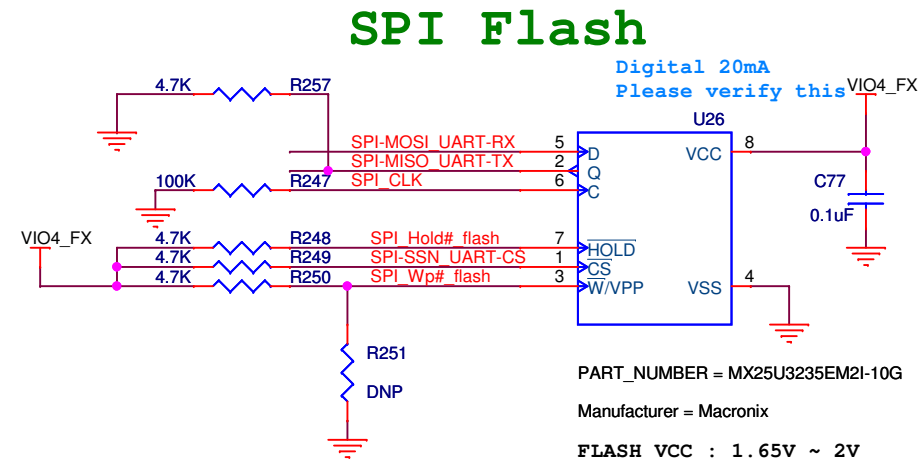 SPI Flash
Digital 20mA
Please verify this
VIO4_FX
4.7K R257
U26
SPI-MOSI_UART-RX 5 D
SPI-MISO_UART-TX 2 Q
100K R247 SPI_CLK 6 C
VCC 8
C77
0.1uF
VIO4_FX
4.7K R248 SPI_Hold#_flash 7 HOLD
4.7K R249 SPI-SSN_UART-CS 1 CS
4.7K R250 SPI_Wp#_flash 3 W/VPP
VSS 4
R251
DNP
PART_NUMBER = MX25U3235EM2I-10G
Manufacturer = Macronix
FLASH VCC : 1.65V ~ 2V